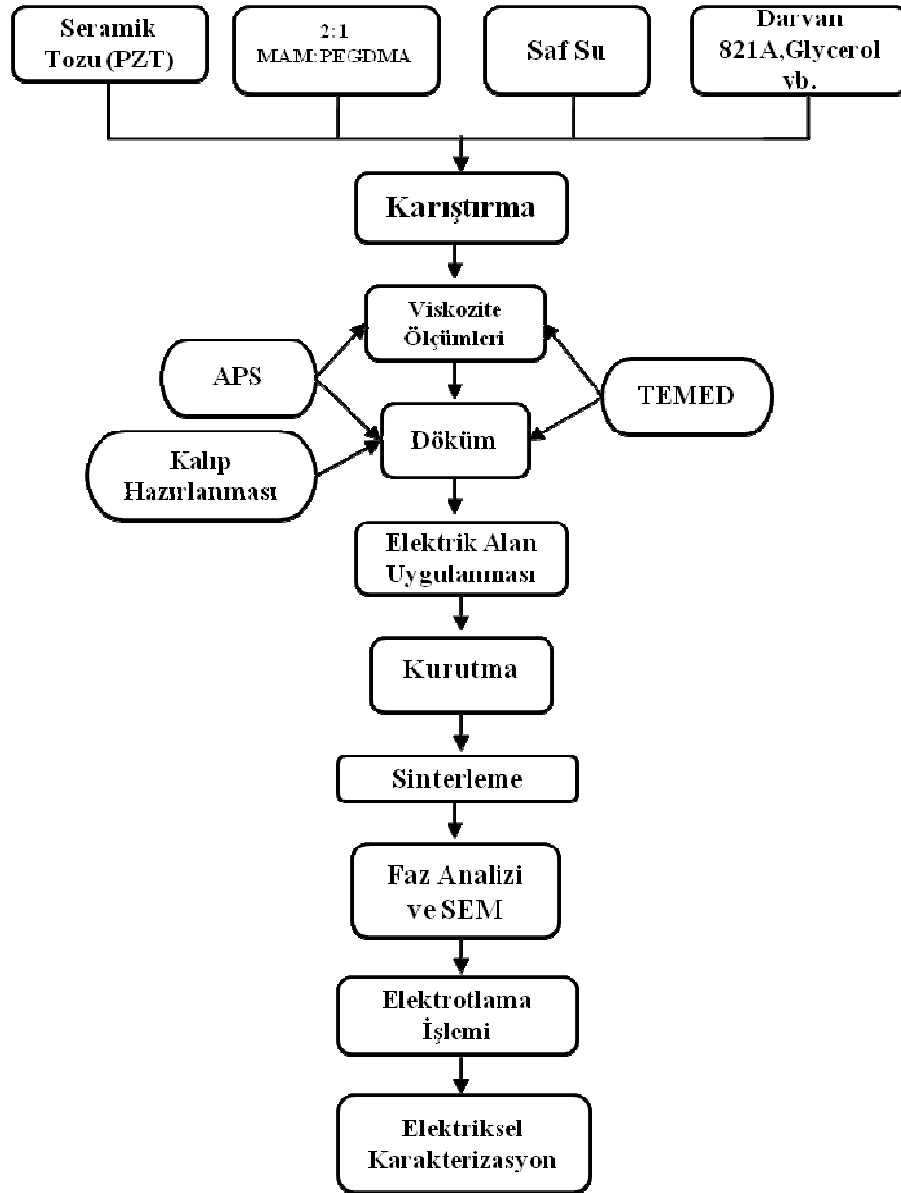 Seramik
Tozu (PZT)
2:1
MAM:PEGDMA
Saf Su
Darvan
821A,Glycerol
vb.
Karıştırma
Viskozite
Ölçümleri
APS
TEMED
Döküm
Kalıp
Hazırlanması
Elektrik Alan
Uygulanması
Kurutma
Sinterleme
Faz Analizi
ve SEM
Elektrotlama
İşlemi
Elektriksel
Karakterizasyon